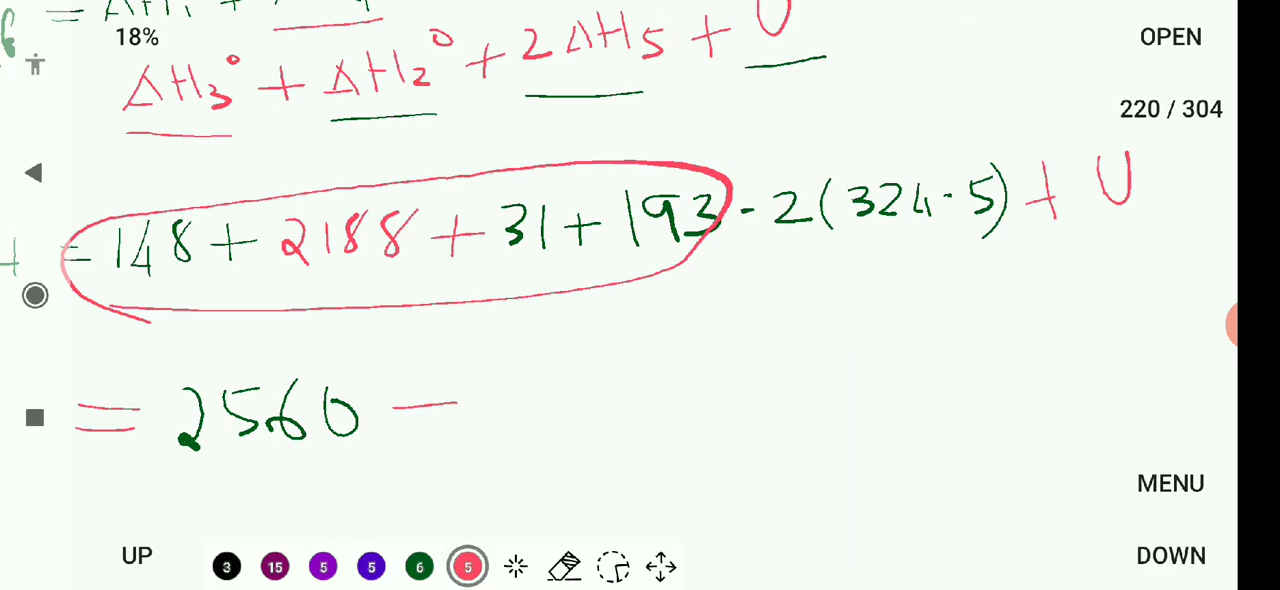 18%
OPEN
220 / 304
ΔH3° + ΔH2° + 2ΔH5 + U
= 148 + 2188 + 31 + 193 - 2(324.5) + U
= 2560 -
MENU
UP
3 15 5 5 6 5
DOWN